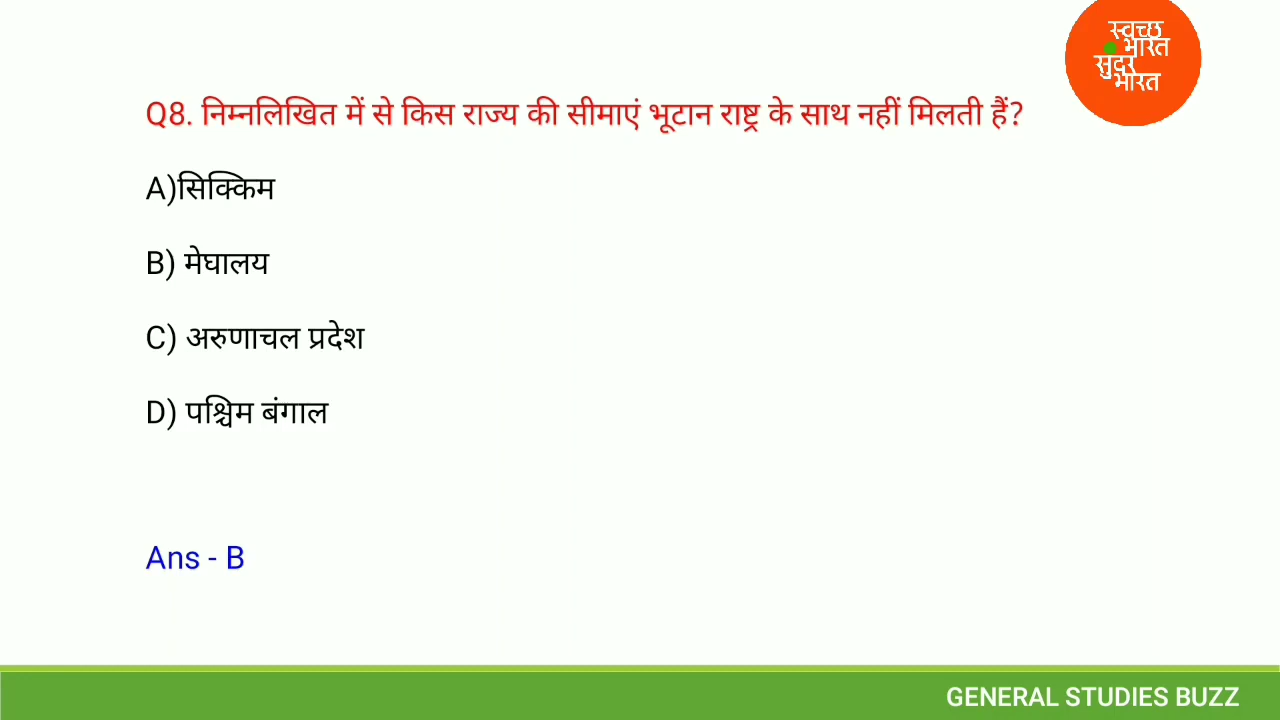 स्वच्छ
भारत
सुंदर
भारत
Q8. निम्नलिखित में से किस राज्य की सीमाएं भूटान राष्ट्र के साथ नहीं मिलती हैं?
A)सिक्किम
B) मेघालय
C) अरुणाचल प्रदेश
D) पश्चिम बंगाल
Ans - B
GENERAL STUDIES BUZZ